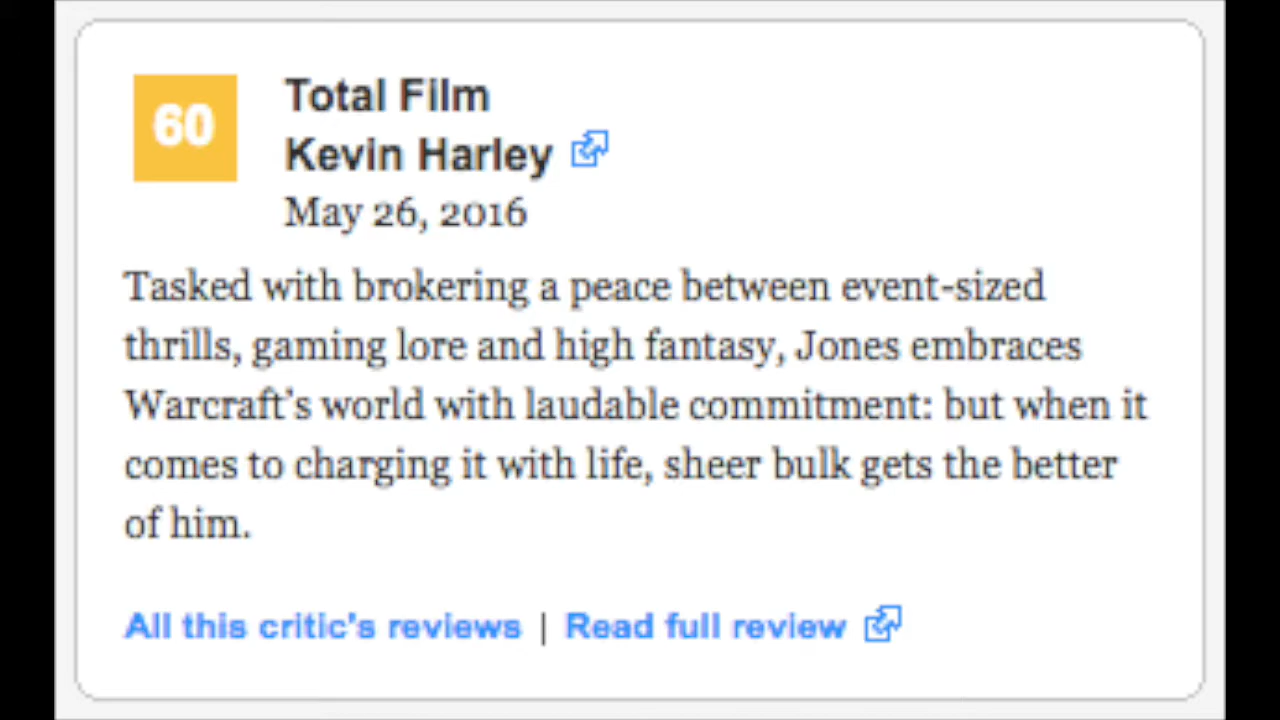 60
Total Film
Kevin Harley
May 26, 2016
Tasked with brokering a peace between event-sized
thrills, gaming lore and high fantasy, Jones embraces
Warcraft's world with laudable commitment: but when it
comes to charging it with life, sheer bulk gets the better
of him.
All this critic's reviews | Read full review